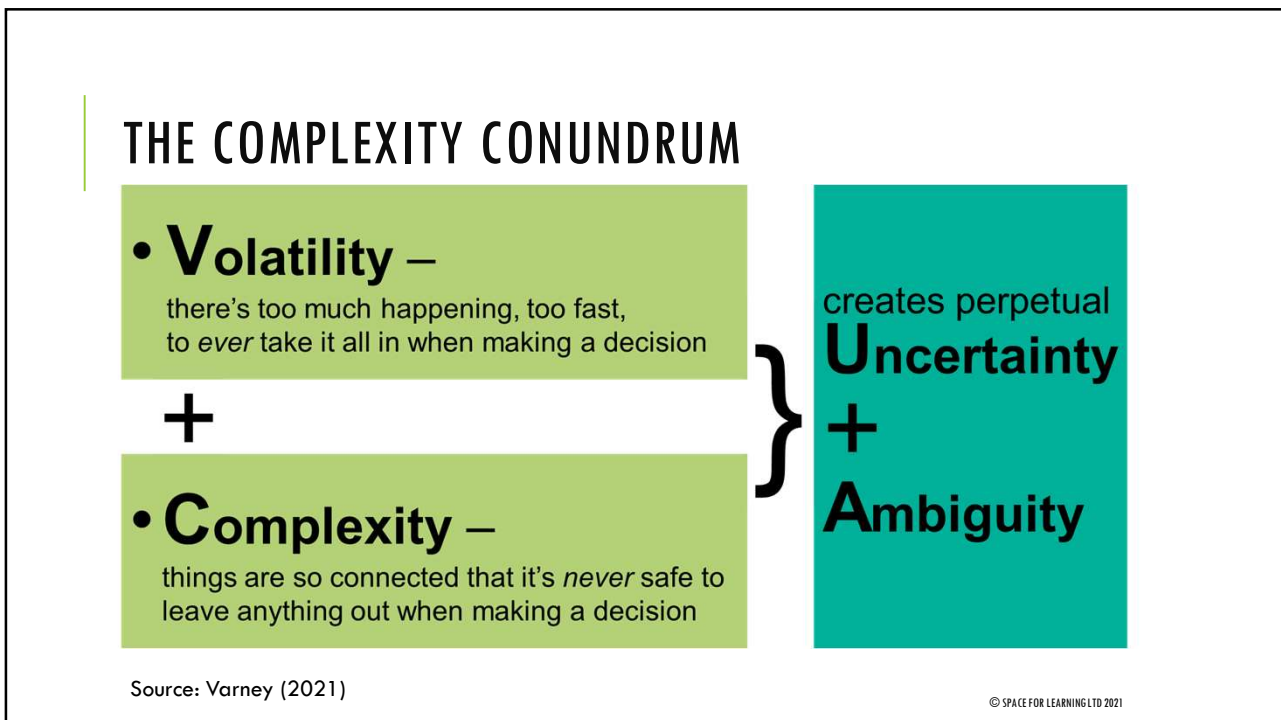 THE COMPLEXITY CONUNDRUM
• Volatility –
there's too much happening, too fast,
to ever take it all in when making a decision
+
• Complexity –
things are so connected that it's never safe to
leave anything out when making a decision
}
creates perpetual
Uncertainty
+
Ambiguity
Source: Varney (2021)
© SPACE FOR LEARNING LTD 2021